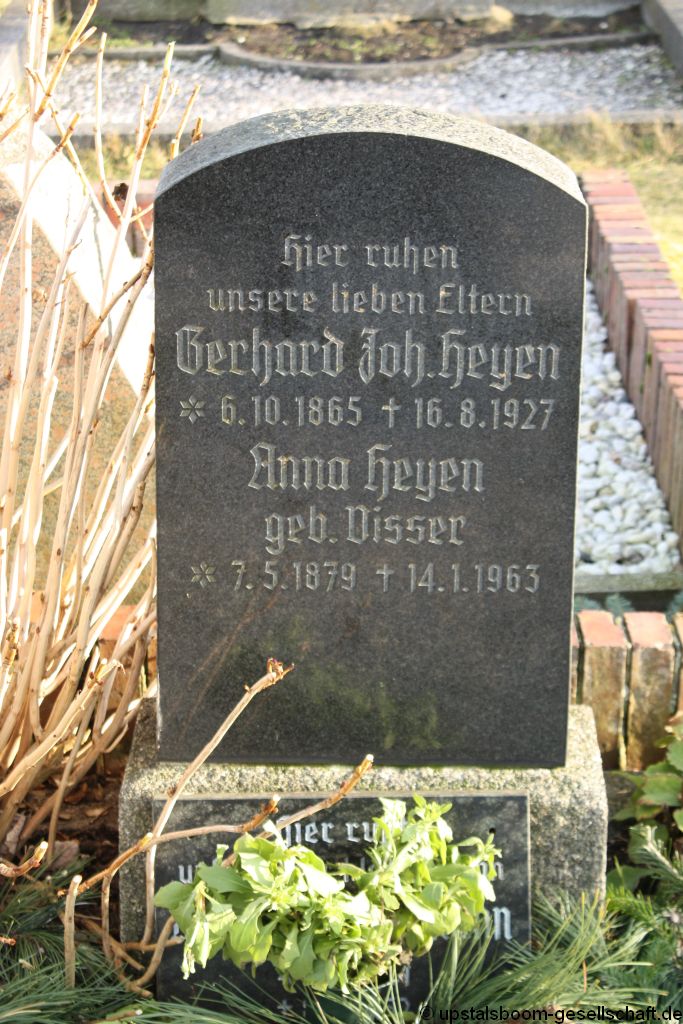 Hier ruhen
unsere lieben Eltern
Gerhard Joh. Heyen
* 6.10.1865 † 16.8.1927
Anna Heyen
geb. Visser
* 7.5.1879 † 14.1.1963
Hier
© upstalsboom-gesellschaft.de